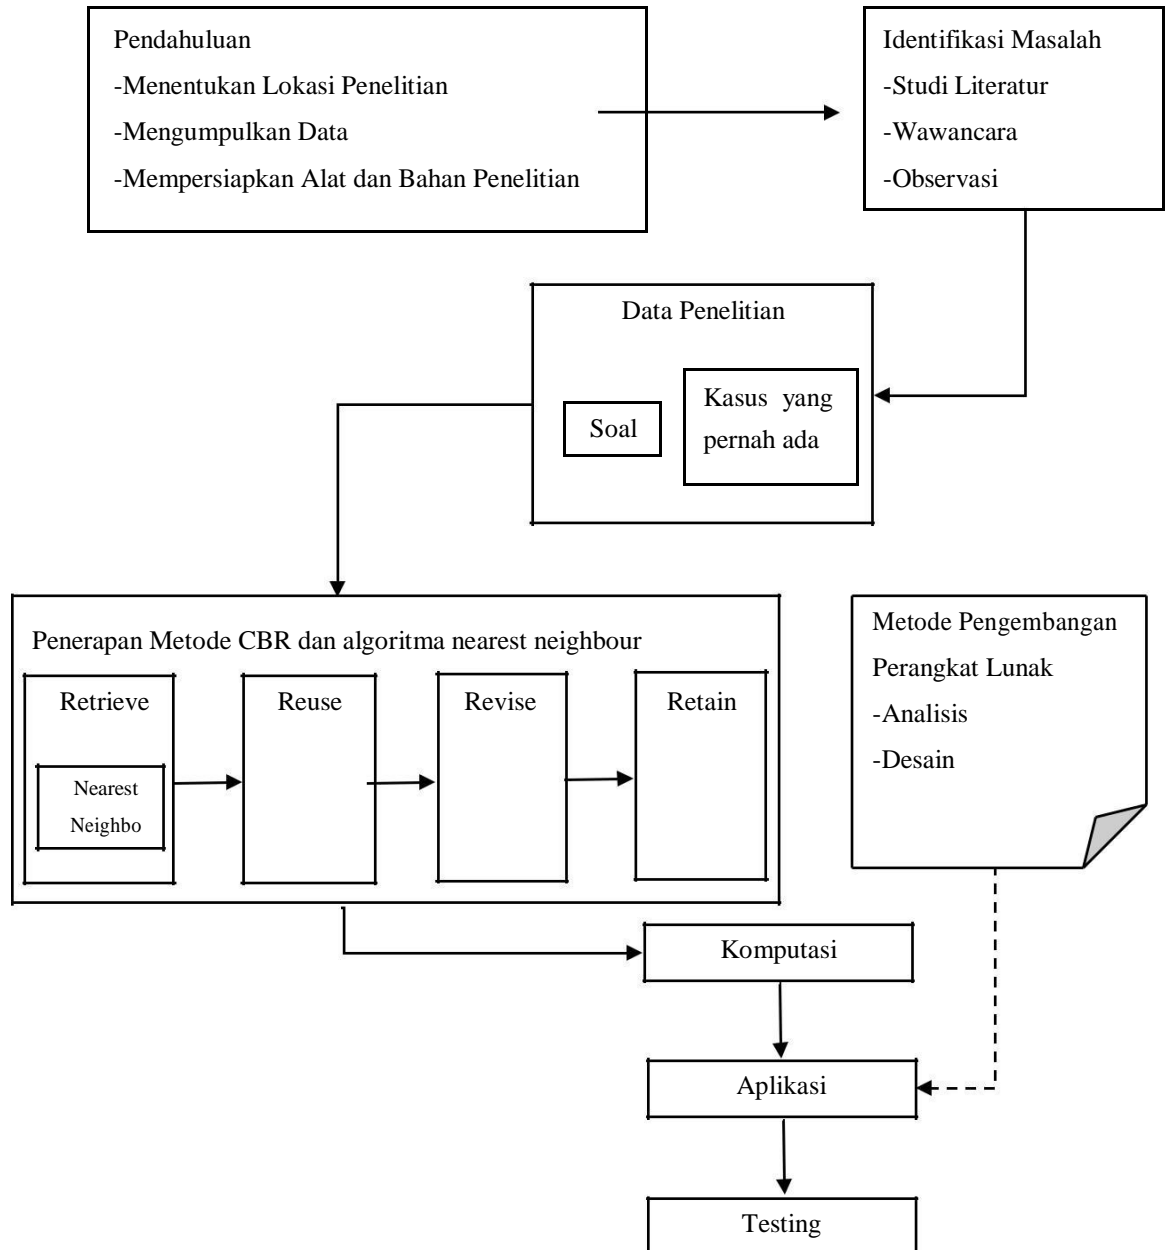 Pendahuluan
-Menentukan Lokasi Penelitian
-Mengumpulkan Data
-Mempersiapkan Alat dan Bahan Penelitian
Identifikasi Masalah
-Studi Literatur
-Wawancara
-Observasi
Data Penelitian
Soal
Kasus yang
pernah ada
Penerapan Metode CBR dan algoritma nearest neighbour
Retrieve
Nearest
Neighbo
Reuse
Revise
Retain
Metode Pengembangan
Perangkat Lunak
-Analisis
-Desain
Komputasi
Aplikasi
Testing